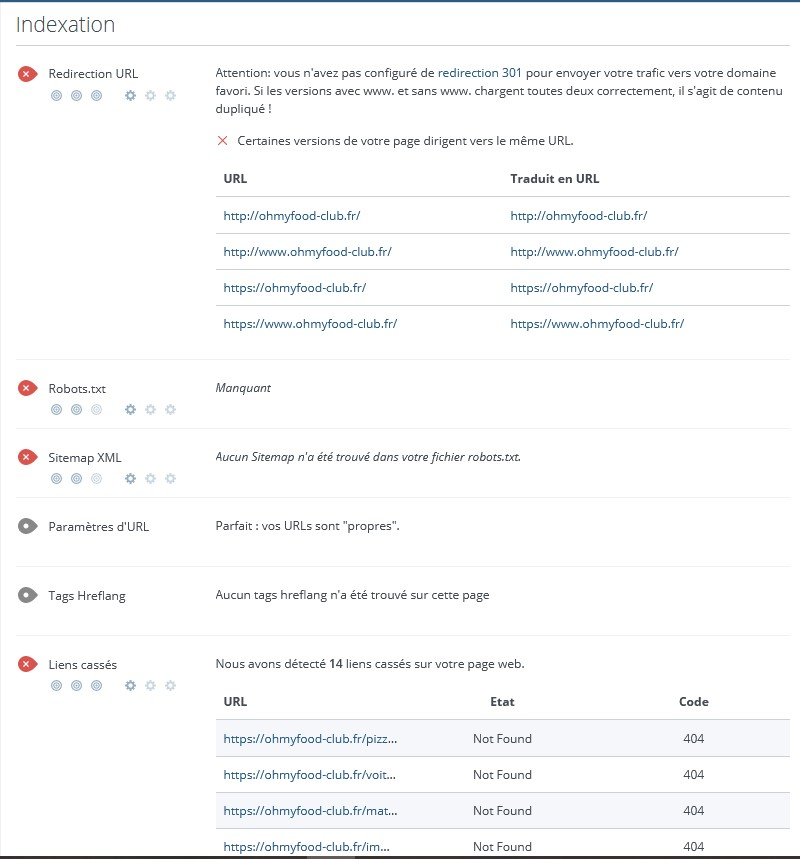 Indexation
Redirection URL
Attention: vous n'avez pas configuré de redirection 301 pour envoyer votre trafic vers votre domaine
favori. Si les versions avec www. et sans www. chargent toutes deux correctement, il s'agit de contenu
dupliqué !
Certaines versions de votre page dirigent vers le même URL.
URL Traduit en URL
http://ohmyfood-club.fr/ http://ohmyfood-club.fr/
http://www.ohmyfood-club.fr/ http://www.ohmyfood-club.fr/
https://ohmyfood-club.fr/ https://ohmyfood-club.fr/
https://www.ohmyfood-club.fr/ https://www.ohmyfood-club.fr/
Robots.txt Manquant
Sitemap XML Aucun Sitemap n'a été trouvé dans votre fichier robots.txt.
Paramètres d'URL Parfait : vos URLs sont "propres".
Tags Hreflang Aucun tags hreflang n'a été trouvé sur cette page
Liens cassés Nous avons détecté 14 liens cassés sur votre page web.
URL Etat Code
https://ohmyfood-club.fr/pizz... Not Found 404
https://ohmyfood-club.fr/voit... Not Found 404
https://ohmyfood-club.fr/mat... Not Found 404
https://ohmyfood-club.fr/im... Not Found 404